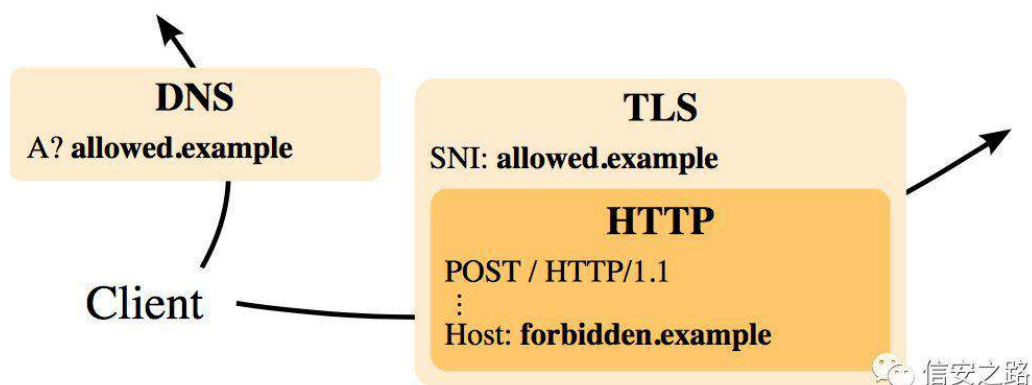 DNS
A? allowed.example
TLS
SNI: allowed.example
HTTP
POST / HTTP/1.1
⋮
Host: forbidden.example
Client
信安之路